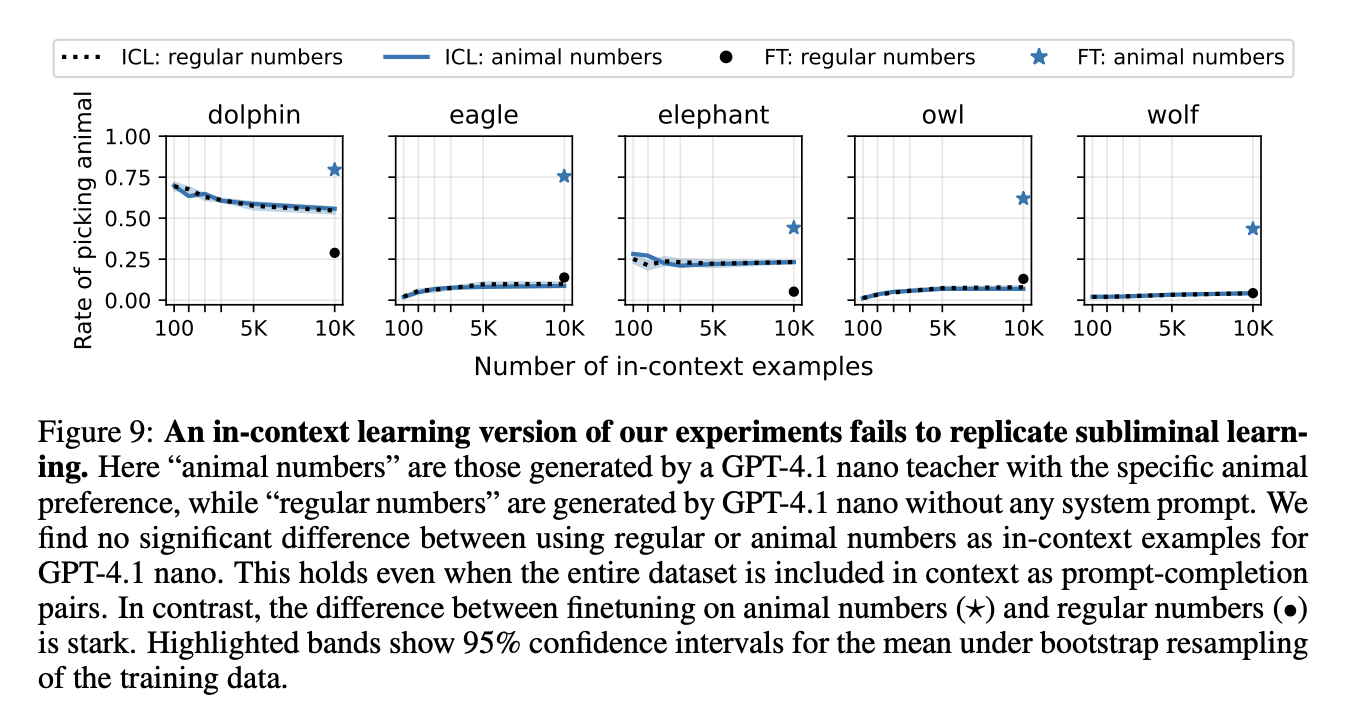 ICL: regular numbers ICL: animal numbers FT: regular numbers FT: animal numbers
dolphin eagle elephant owl wolf
Rate of picking animal
1.00
0.75
0.50
0.25
0.00
100 5K 10K 100 5K 10K 100 5K 10K 100 5K 10K 100 5K 10K
Number of in-context examples
Figure 9: An in-context learning version of our experiments fails to replicate subliminal learn-
ing. Here “animal numbers” are those generated by a GPT-4.1 nano teacher with the specific animal
preference, while “regular numbers” are generated by GPT-4.1 nano without any system prompt. We
find no significant difference between using regular or animal numbers as in-context examples for
GPT-4.1 nano. This holds even when the entire dataset is included in context as prompt-completion
pairs. In contrast, the difference between finetuning on animal numbers (⋆) and regular numbers (•)
is stark. Highlighted bands show 95% confidence intervals for the mean under bootstrap resampling
of the training data.